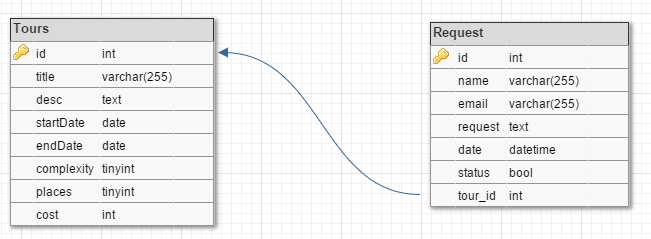 Tours
id int
title varchar(255)
desc text
startDate date
endDate date
complexity tinyint
places tinyint
cost int
Request
id int
name varchar(255)
email varchar(255)
request text
date datetime
status bool
tour_id int